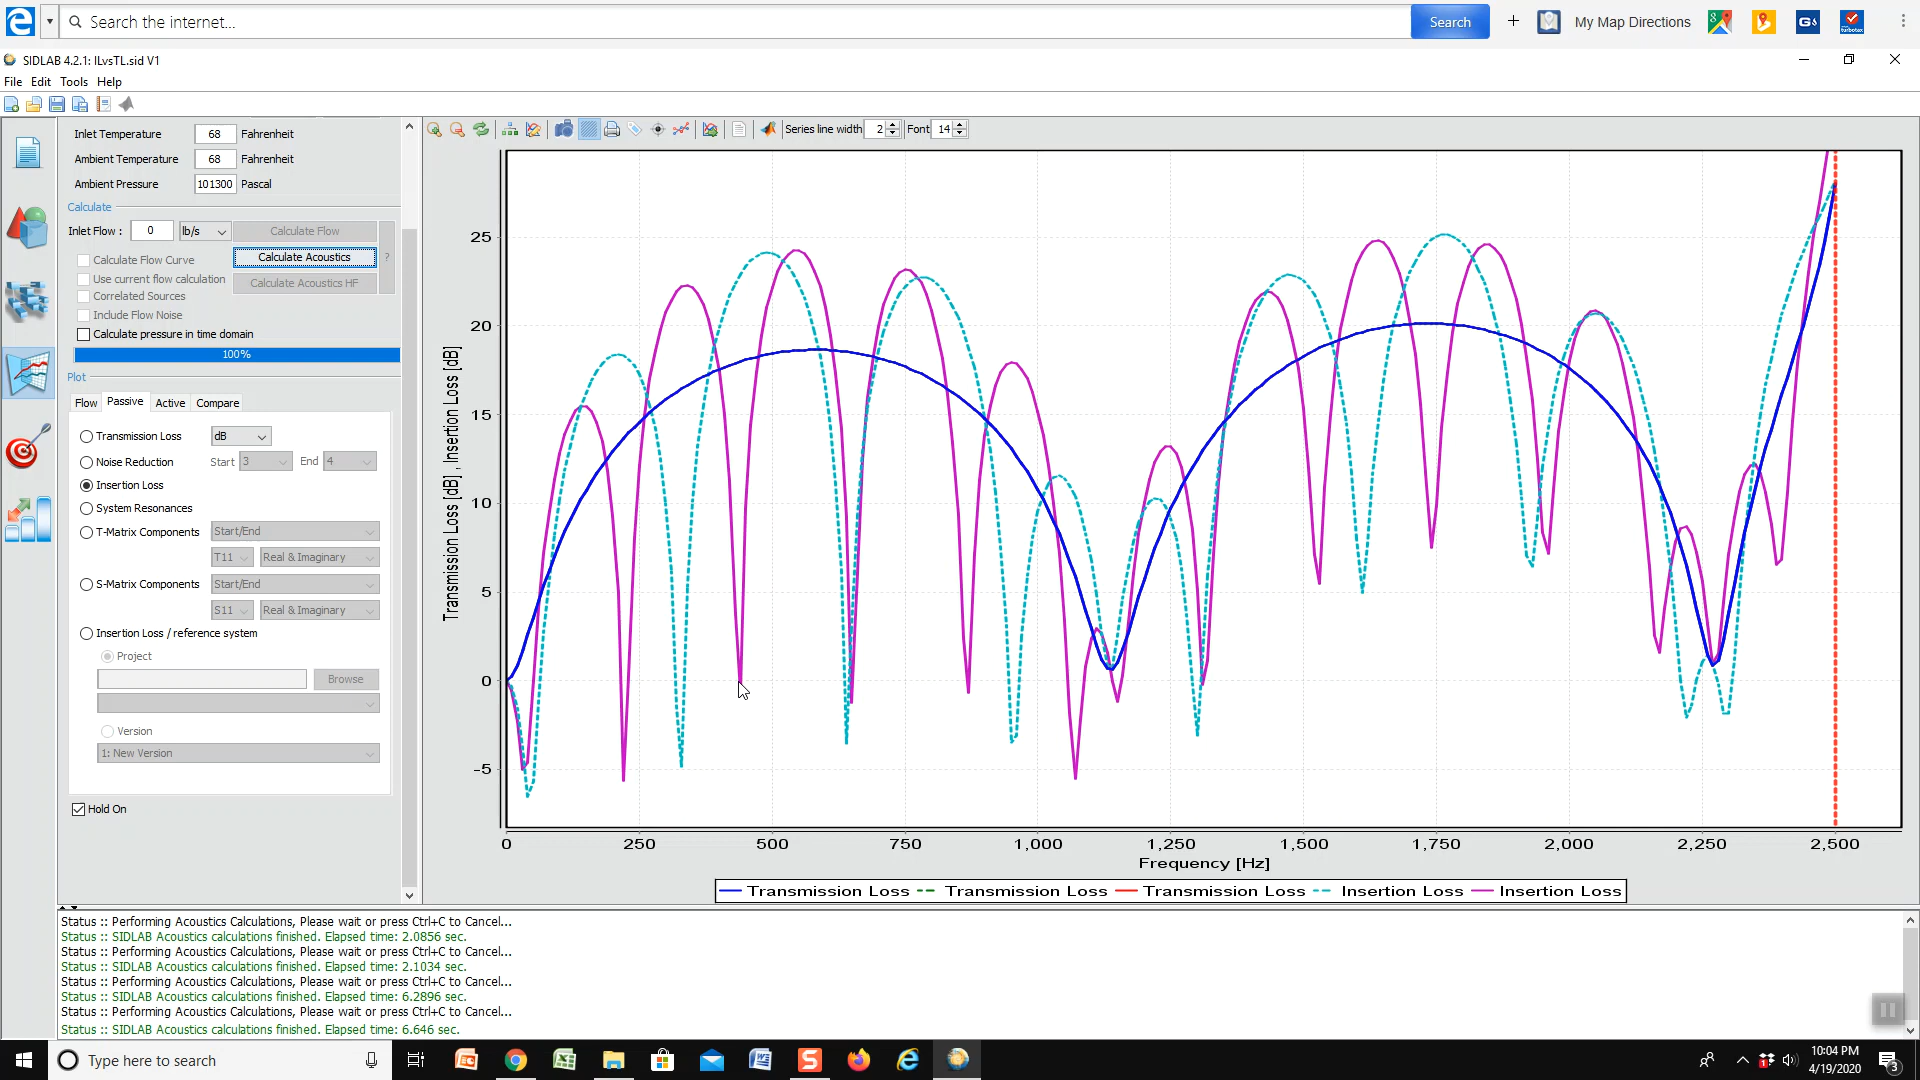 Search the internet...
Search
My Map Directions
SIDLAB 4.2.1: ILvsTL.sid V1
File Edit Tools Help
Inlet Temperature 68 Fahrenheit
Ambient Temperature 68 Fahrenheit
Ambient Pressure 101300 Pascal
Calculate
Inlet Flow : 0 lb/s Calculate Flow
Calculate Flow Curve Calculate Acoustics ?
Use current flow calculation Calculate Acoustics HF
Correlated Sources
Include Flow Noise
Calculate pressure in time domain
100%
Plot
Flow Passive Active Compare
Transmission Loss dB
Noise Reduction Start 3 End 4
Insertion Loss
System Resonances
T-Matrix Components Start/End
T11 Real & Imaginary
S-Matrix Components Start/End
S11 Real & Imaginary
Insertion Loss / reference system
Project
Browse
Version
1: New Version
Hold On
Series line width 2 Font 14
Transmission Loss [dB] , Insertion Loss [dB]
25
20
15
10
5
0
-5
0 250 500 750 1,000 1,250 1,500 1,750 2,000 2,250 2,500
Frequency [Hz]
Transmission Loss Transmission Loss Transmission Loss Insertion Loss Insertion Loss
Status :: Performing Acoustics Calculations, Please wait or press Ctrl+C to Cancel...
Status :: SIDLAB Acoustics calculations finished. Elapsed time: 2.0856 sec.
Status :: Performing Acoustics Calculations, Please wait or press Ctrl+C to Cancel...
Status :: SIDLAB Acoustics calculations finished. Elapsed time: 2.1034 sec.
Status :: Performing Acoustics Calculations, Please wait or press Ctrl+C to Cancel...
Status :: SIDLAB Acoustics calculations finished. Elapsed time: 6.2896 sec.
Status :: Performing Acoustics Calculations, Please wait or press Ctrl+C to Cancel...
Status :: SIDLAB Acoustics calculations finished. Elapsed time: 6.646 sec.
Type here to search
10:04 PM
4/19/2020
3